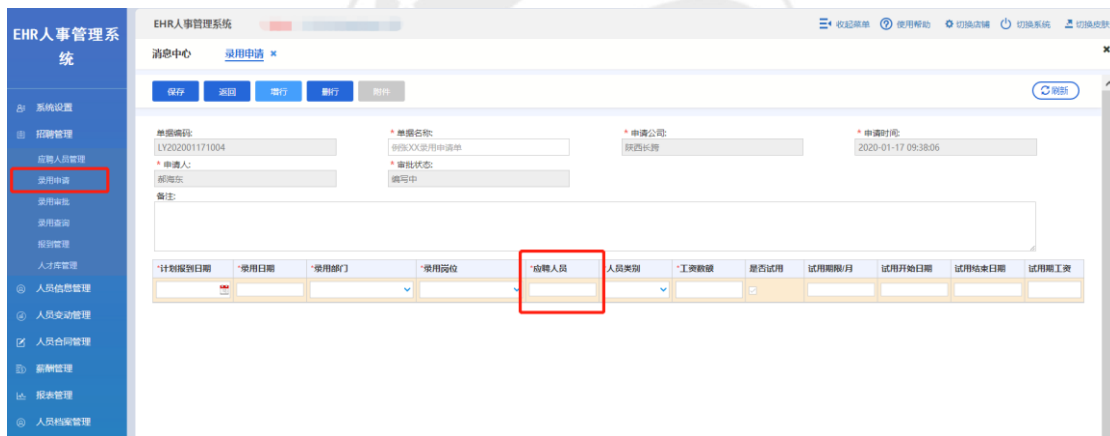 EHR人事管理系统
EHR人事管理系统
收起菜单 使用帮助 切换店铺 切换系统 切换皮肤
消息中心 录用申请 ×
×
保存 返回 增行 删行 附件 刷新
系统设置
招聘管理
应聘人员管理
录用申请
录用审批
录用查询
报到管理
人才库管理
人员信息管理
人员变动管理
人员合同管理
薪酬管理
报表管理
人员档案管理
单据编码: * 单据名称: * 申请公司: * 申请时间:
LY202001171004 例张XX录用申请单 陕西长跨 2020-01-17 09:38:06
* 申请人: * 审批状态:
郝海东 编写中
备注:
*计划报到日期 *录用日期 *录用部门 *录用岗位 *应聘人员 人员类别 *工资数额 是否试用 试用期限/月 试用开始日期 试用结束日期 试用期工资